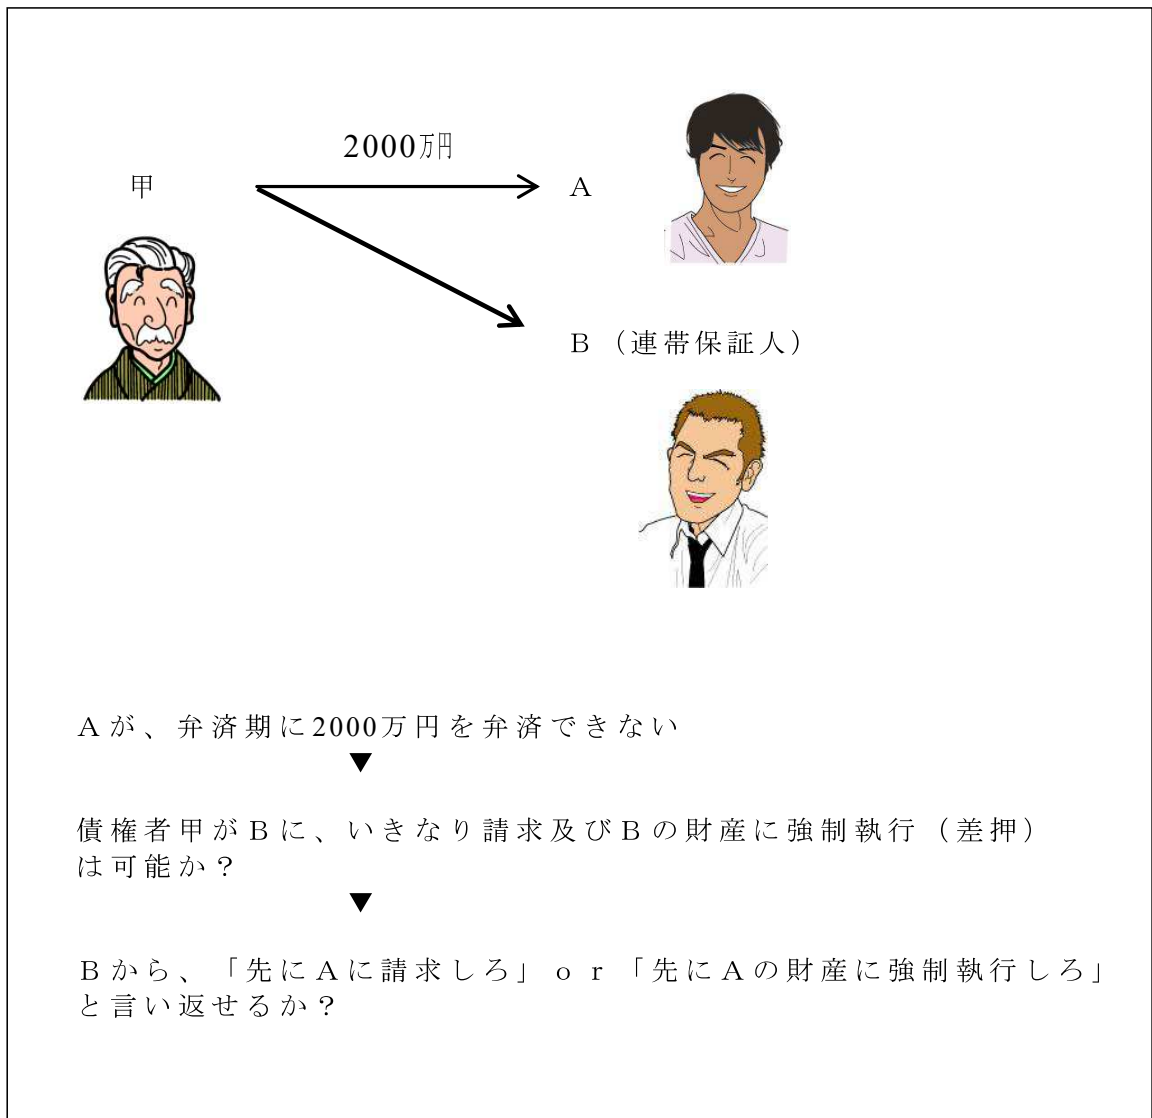 2000万円
甲
A
B（連帯保証人）
Aが、弁済期に2000万円を弁済できない
▼
債権者甲がBに、いきなり請求及びBの財産に強制執行（差押）
は可能か？
▼
Bから、「先にAに請求しろ」or「先にAの財産に強制執行しろ」
と言い返せるか？